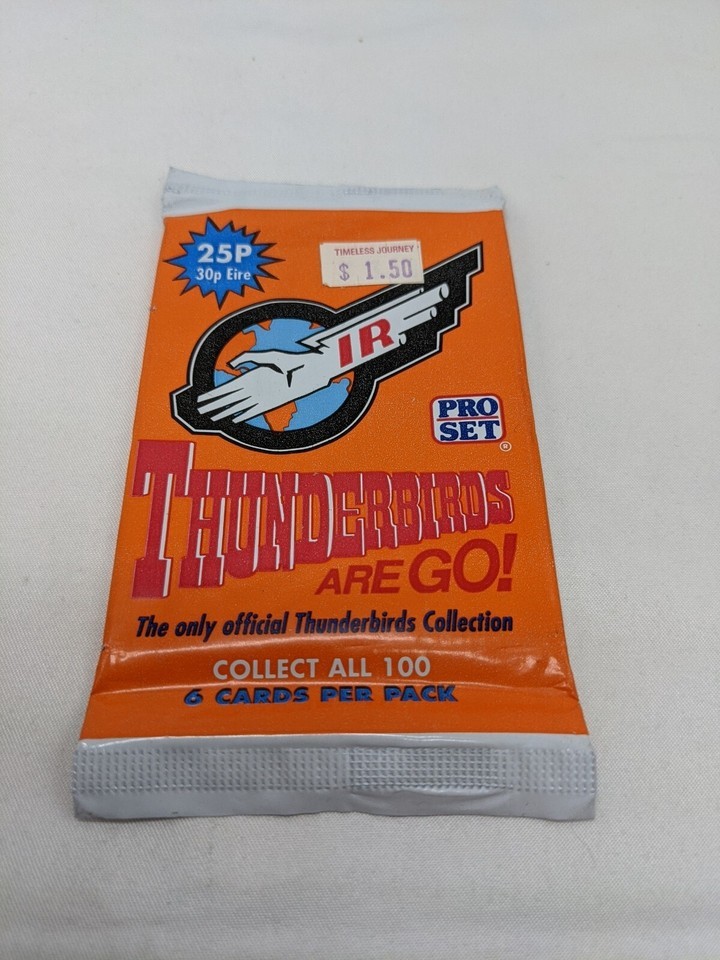 25P
30p Eire
TIMELESS JOURNEY
$ 1.50
IR
PRO
SET
®
THUNDERBIRDS
ARE GO!
The only official Thunderbirds Collection
COLLECT ALL 100
6 CARDS PER PACK